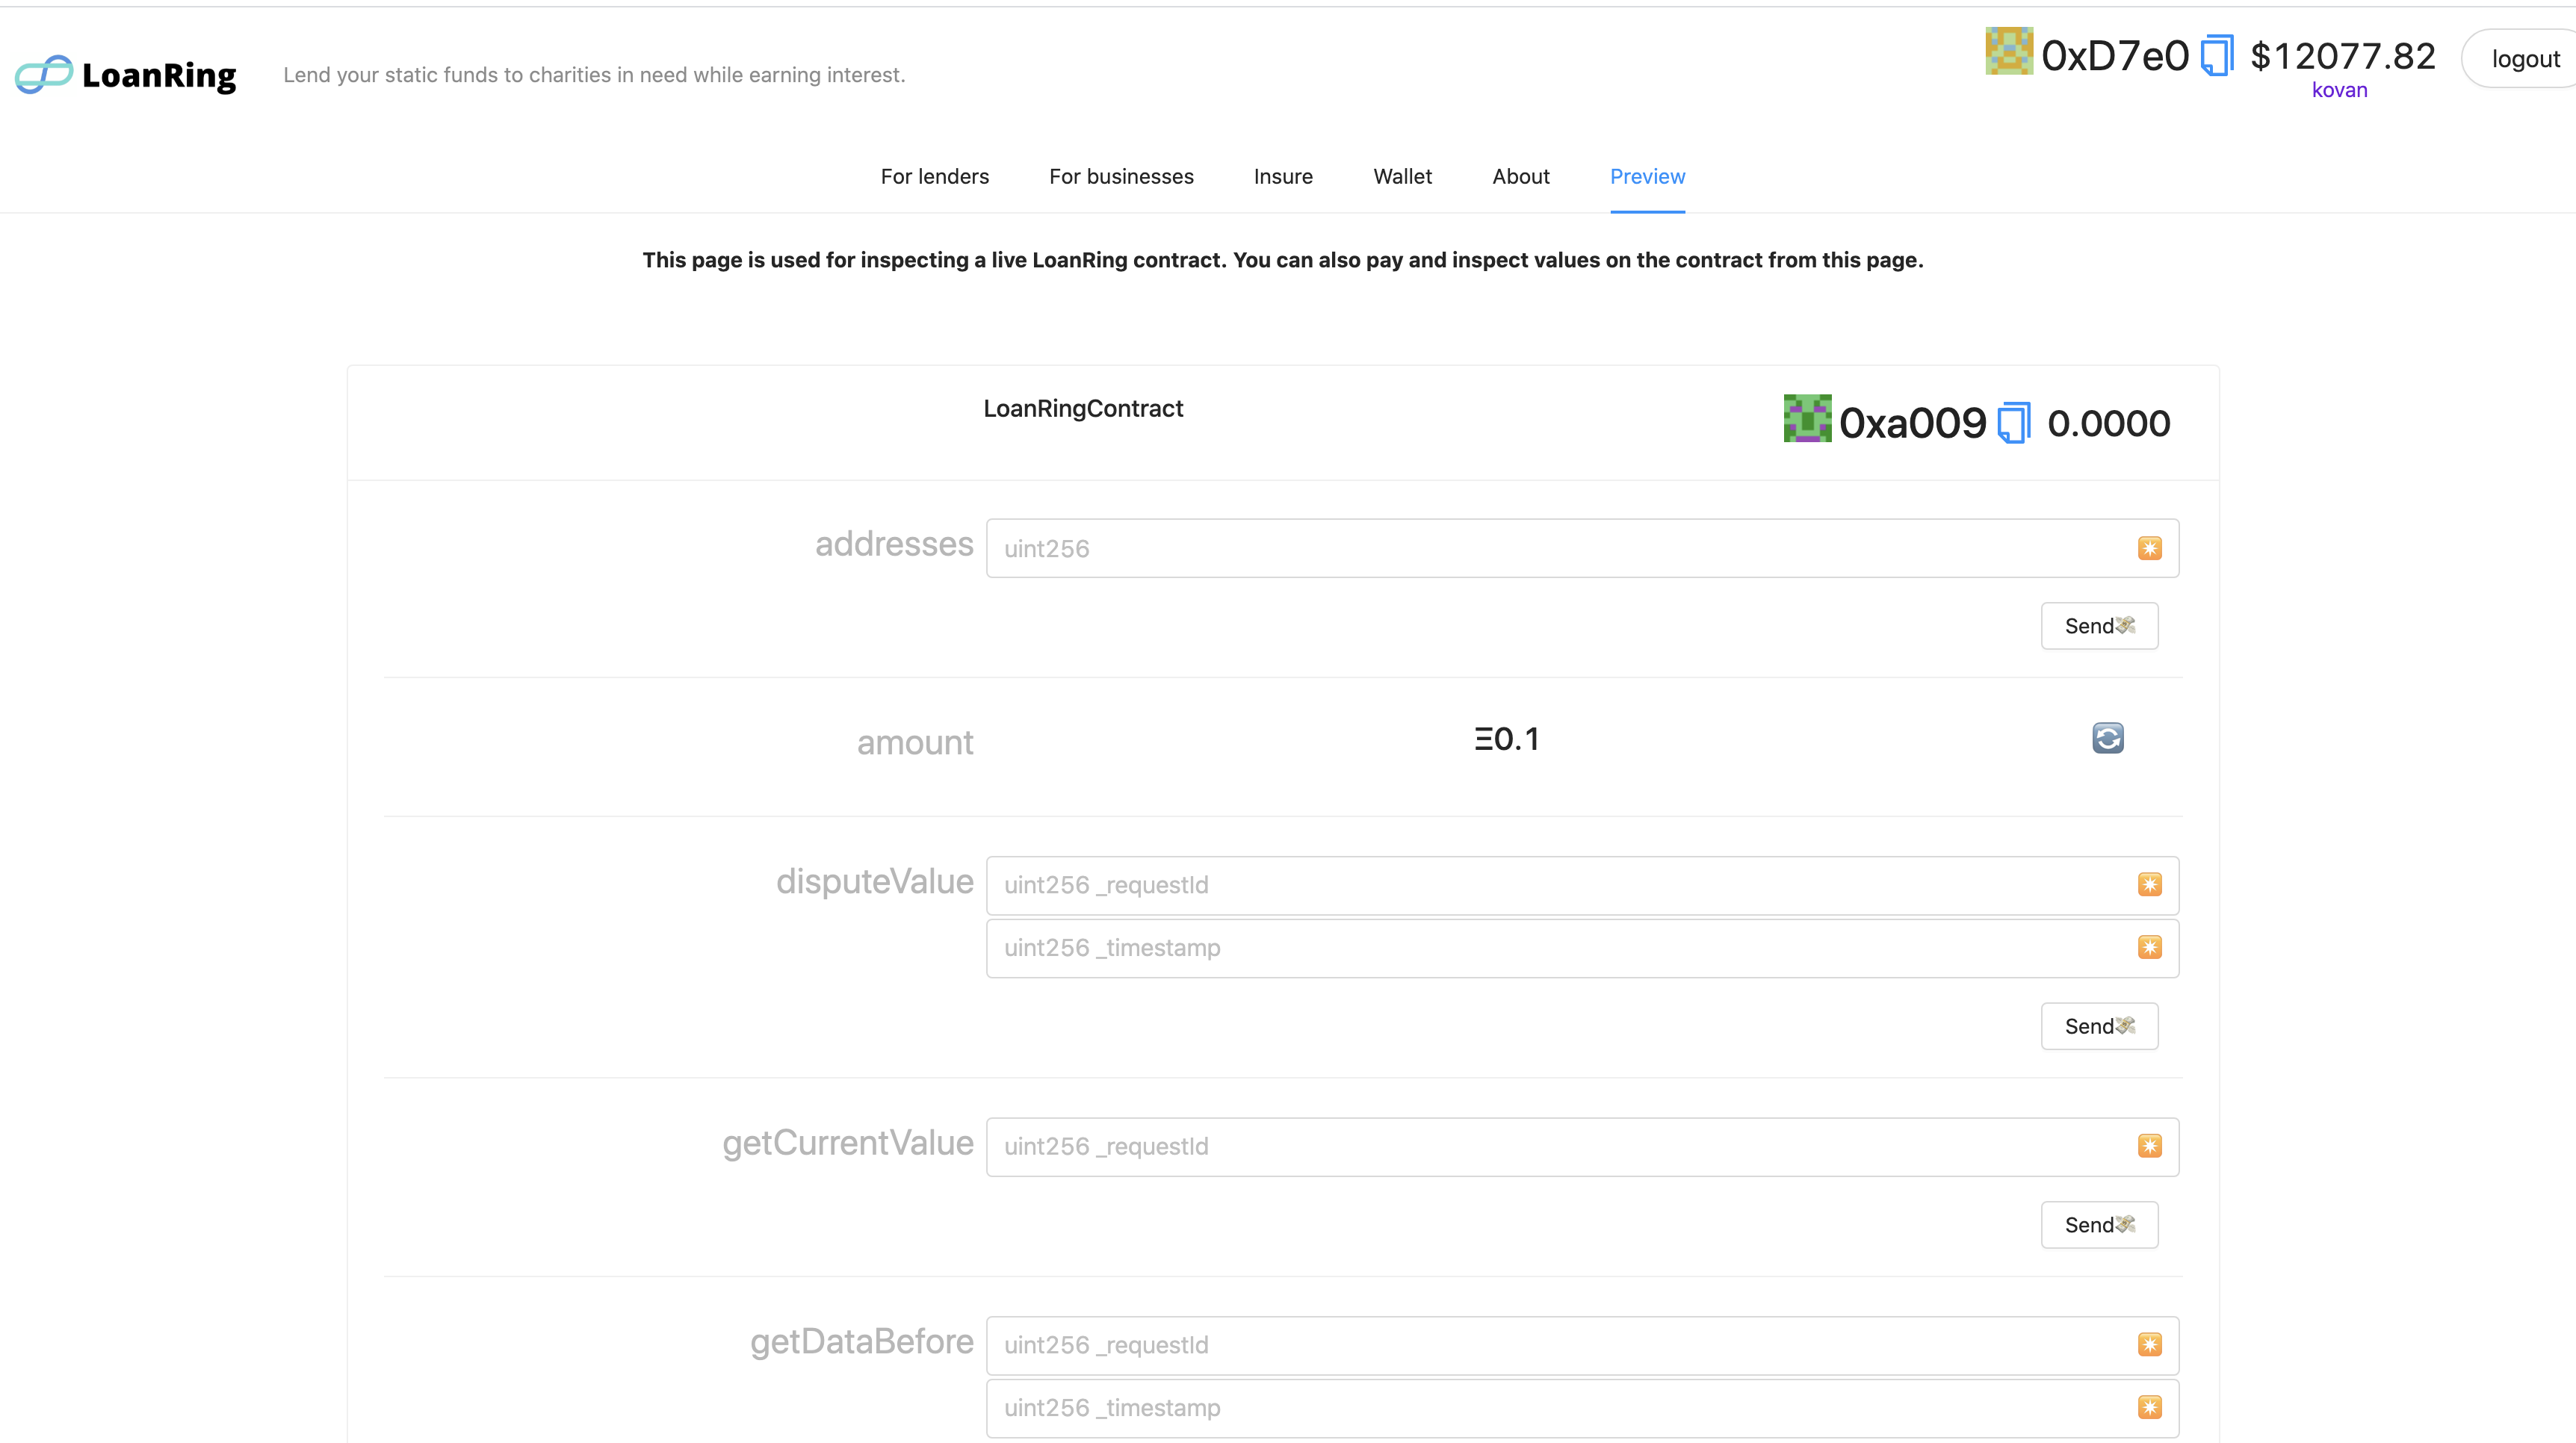 LoanRing
Lend your static funds to charities in need while earning interest.
0xD7e0 $12077.82
kovan
logout
For lenders For businesses Insure Wallet About Preview
This page is used for inspecting a live LoanRing contract. You can also pay and inspect values on the contract from this page.
LoanRingContract
0xa009 0.0000
addresses uint256
Send💸
amount Ξ0.1
disputeValue uint256 _requestId
uint256 _timestamp
Send💸
getCurrentValue uint256 _requestId
Send💸
getDataBefore uint256 _requestId
uint256 _timestamp